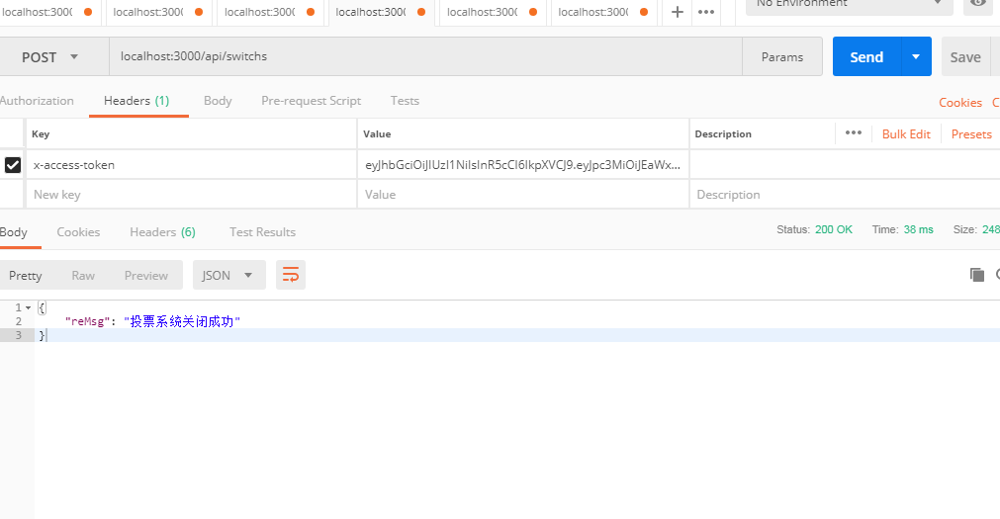 localhost:300 localhost:300 localhost:300 localhost:300 localhost:300 localhost:300 + ••• No Environment
POST localhost:3000/api/switchs Params Send Save
Authorization Headers (1) Body Pre-request Script Tests Cookies
Key Value Description ••• Bulk Edit Presets
x-access-token eyJhbGciOiJIUzI1NiIsInR5cCI6IkpXVCJ9.eyJpc3MiOiJEaWx...
New key Value Description
Body Cookies Headers (6) Test Results Status: 200 OK Time: 38 ms Size: 248
Pretty Raw Preview JSON
1 {
2 "reMsg": "投票系统关闭成功"
3 }